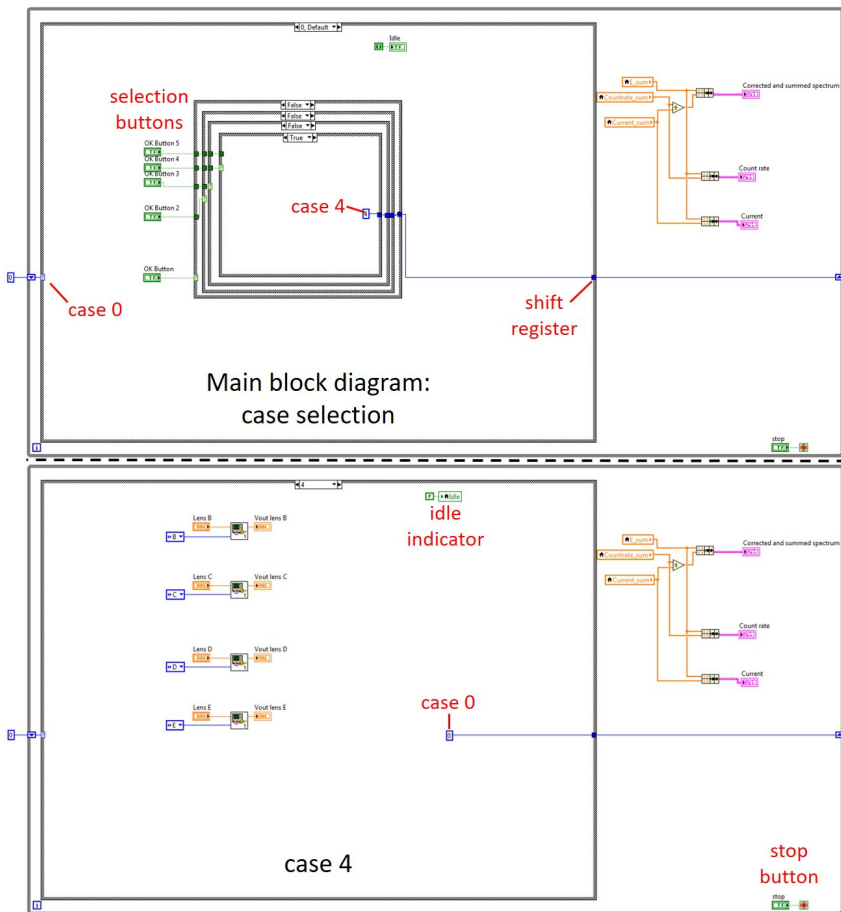 0, Default
Idle
selection
buttons
False
False
False
True
OK Button 5
OK Button 4
OK Button 3
OK Button 2
OK Button
case 4
case 0
shift
register
0
E_sum
Countrate_sum
Current_sum
Corrected and summed spectrum
Count rate
Current
Main block diagram:
case selection
i
stop
4
Idle
idle
indicator
Lens B
Vout lens B
B
Lens C
Vout lens C
C
Lens D
Vout lens D
D
Lens E
Vout lens E
E
E_sum
Countrate_sum
Current_sum
Corrected and summed spectrum
Count rate
Current
case 0
0
0
case 4
stop
button
i
stop